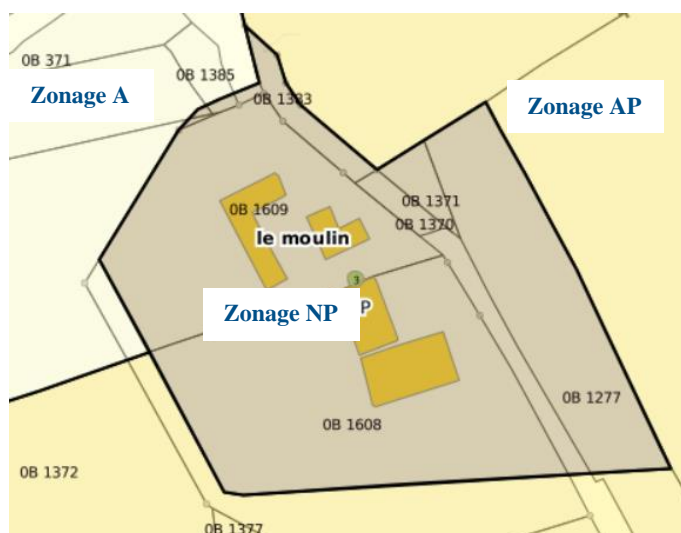 0B 371
0B 1385
Zonage A
0B 1383
Zonage AP
0B 1371
0B 1609
0B 1370
le moulin
3
Zonage NP
P
0B 1277
0B 1608
0B 1372
0B 1377